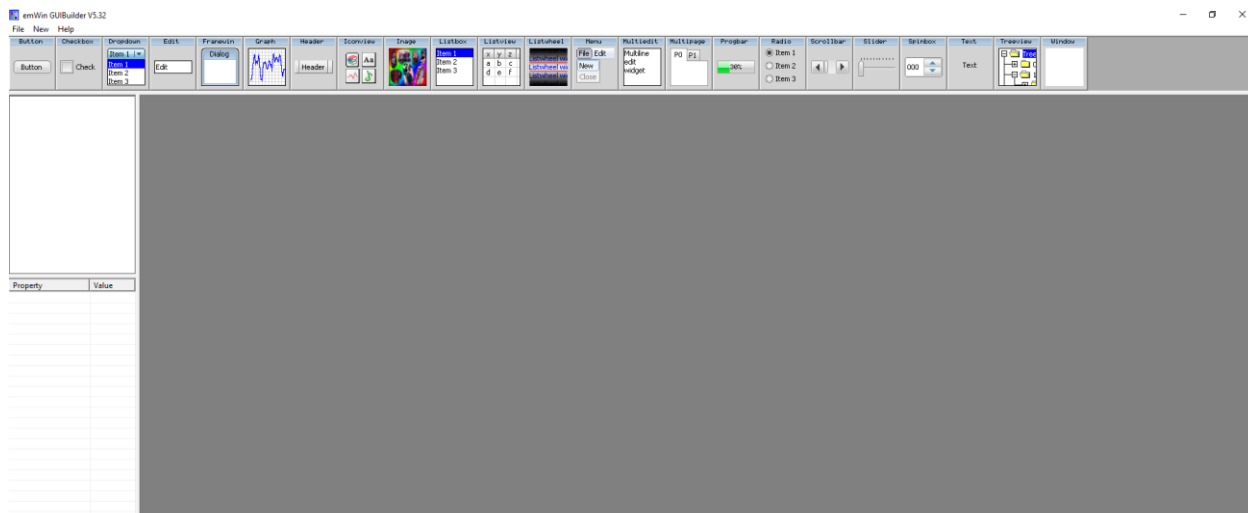 emWin GUIBuilder V5.32
File New Help
Button Checkbox Dropdown Edit Framewin Graph Header Iconview Image Listbox Listview Listwheel Menu Multiedit Multipage Progbar Radio Scrollbar Slider Spinbox Text Treeview Window
Button
Check
Item 1
Item 1
Item 2
Item 3
Edit
Dialog
Header
Aa
Item 1
Item 2
Item 3
x y z
a b c
d e f
Listwheel
File Edit
New
Close
Multiline
edit
widget
P0 P1
30%
Item 1
Item 2
Item 3
000
Text
Tree
Property Value